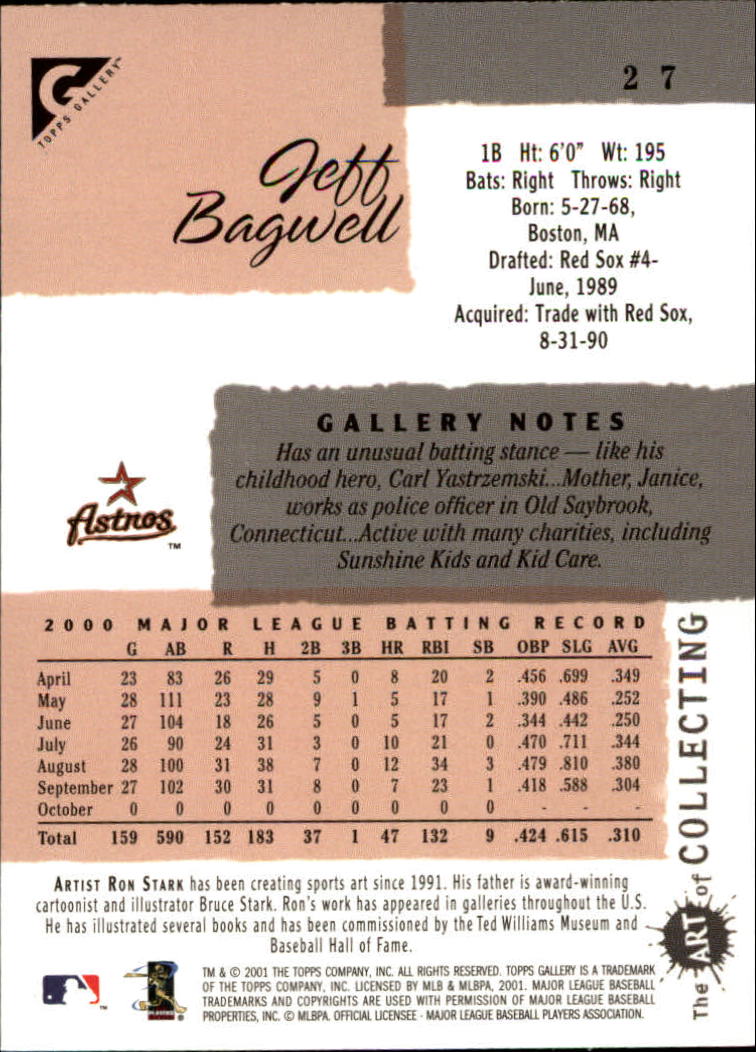 2 7
G
TOPPS GALLERY™
Jeff
Bagwell
1B Ht: 6'0" Wt: 195
Bats: Right Throws: Right
Born: 5-27-68,
Boston, MA
Drafted: Red Sox #4-
June, 1989
Acquired: Trade with Red Sox,
8-31-90
GALLERY NOTES
Has an unusual batting stance — like his
childhood hero, Carl Yastrzemski...Mother, Janice,
works as police officer in Old Saybrook,
Connecticut...Active with many charities, including
Sunshine Kids and Kid Care.
Astros
™
2000 MAJOR LEAGUE BATTING RECORD
G AB R H 2B 3B HR RBI SB OBP SLG AVG
April 23 83 26 29 5 0 8 20 2 .456 .699 .349
May 28 111 23 28 9 1 5 17 1 .390 .486 .252
June 27 104 18 26 5 0 5 17 2 .344 .442 .250
July 26 90 24 31 3 0 10 21 0 .470 .711 .344
August 28 100 31 38 7 0 12 34 3 .479 .810 .380
September 27 102 30 31 8 0 7 23 1 .418 .588 .304
October 0 0 0 0 0 0 0 0 0 - - -
Total 159 590 152 183 37 1 47 132 9 .424 .615 .310
The ART of COLLECTING
ARTIST RON STARK has been creating sports art since 1991. His father is award-winning
cartoonist and illustrator Bruce Stark. Ron's work has appeared in galleries throughout the U.S.
He has illustrated several books and has been commissioned by the Ted Williams Museum and
Baseball Hall of Fame.
TM & © 2001 THE TOPPS COMPANY, INC. ALL RIGHTS RESERVED. TOPPS GALLERY IS A TRADEMARK
OF THE TOPPS COMPANY, INC. LICENSED BY MLB & MLBPA, 2001. MAJOR LEAGUE BASEBALL
TRADEMARKS AND COPYRIGHTS ARE USED WITH PERMISSION OF MAJOR LEAGUE BASEBALL
PROPERTIES, INC. © MLBPA. OFFICIAL LICENSEE - MAJOR LEAGUE BASEBALL PLAYERS ASSOCIATION.